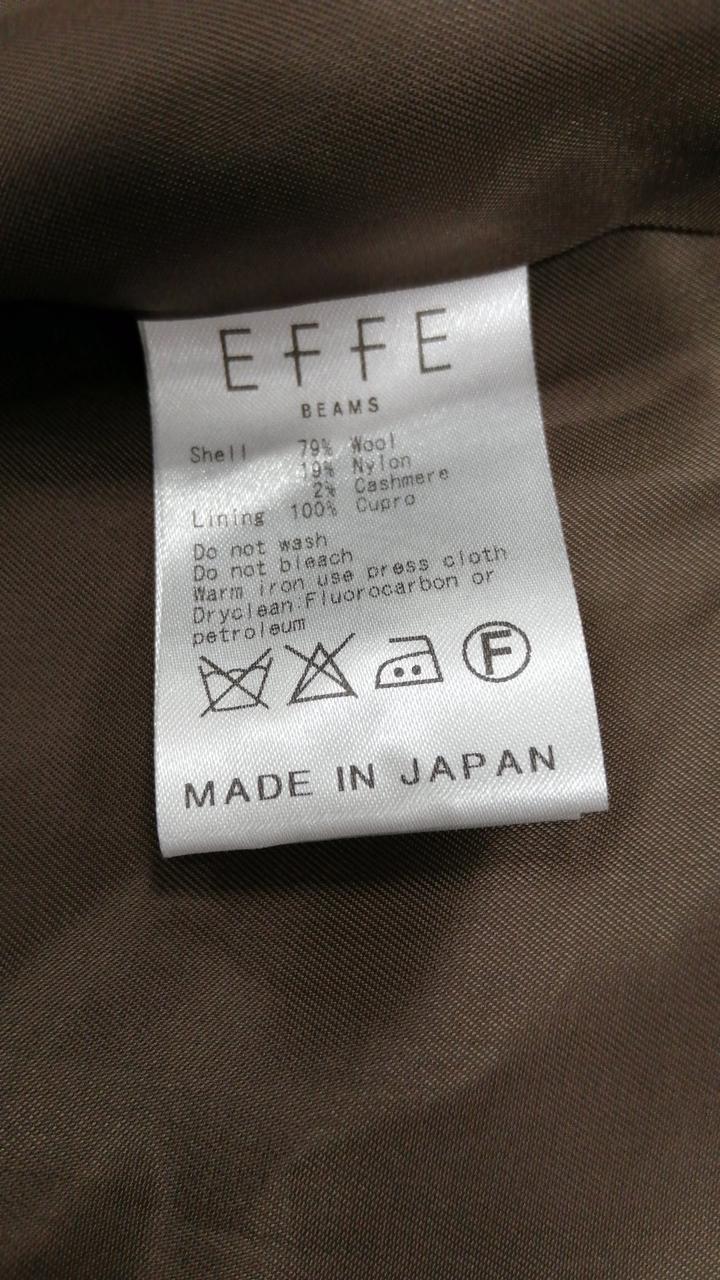 EFFE
BEAMS
Shell 79% Wool
19% Nylon
2% Cashmere
Lining 100% Cupro
Do not wash
Do not bleach
Warm iron use press cloth
Dryclean:Fluorocarbon or
petroleum
F
MADE IN JAPAN